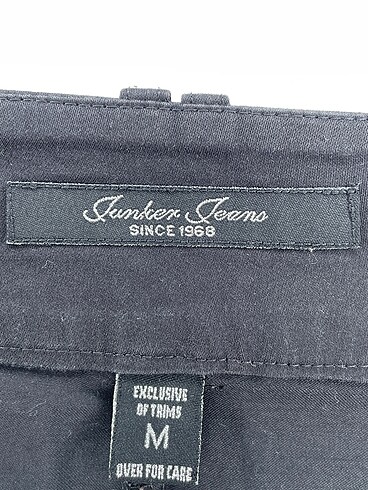 Junker Jeans
SINCE 1968
EXCLUSIVE
OF TRIMS
M
OVER FOR CARE